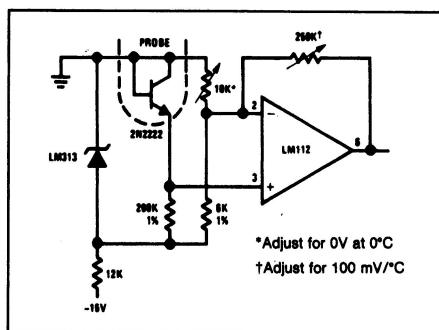 PROBE
250K†
10K*
2N2222
LM313
2
LM112
6
3
200K
1%
6K
1%
12K
-15V
*Adjust for 0V at 0°C
†Adjust for 100 mV/°C